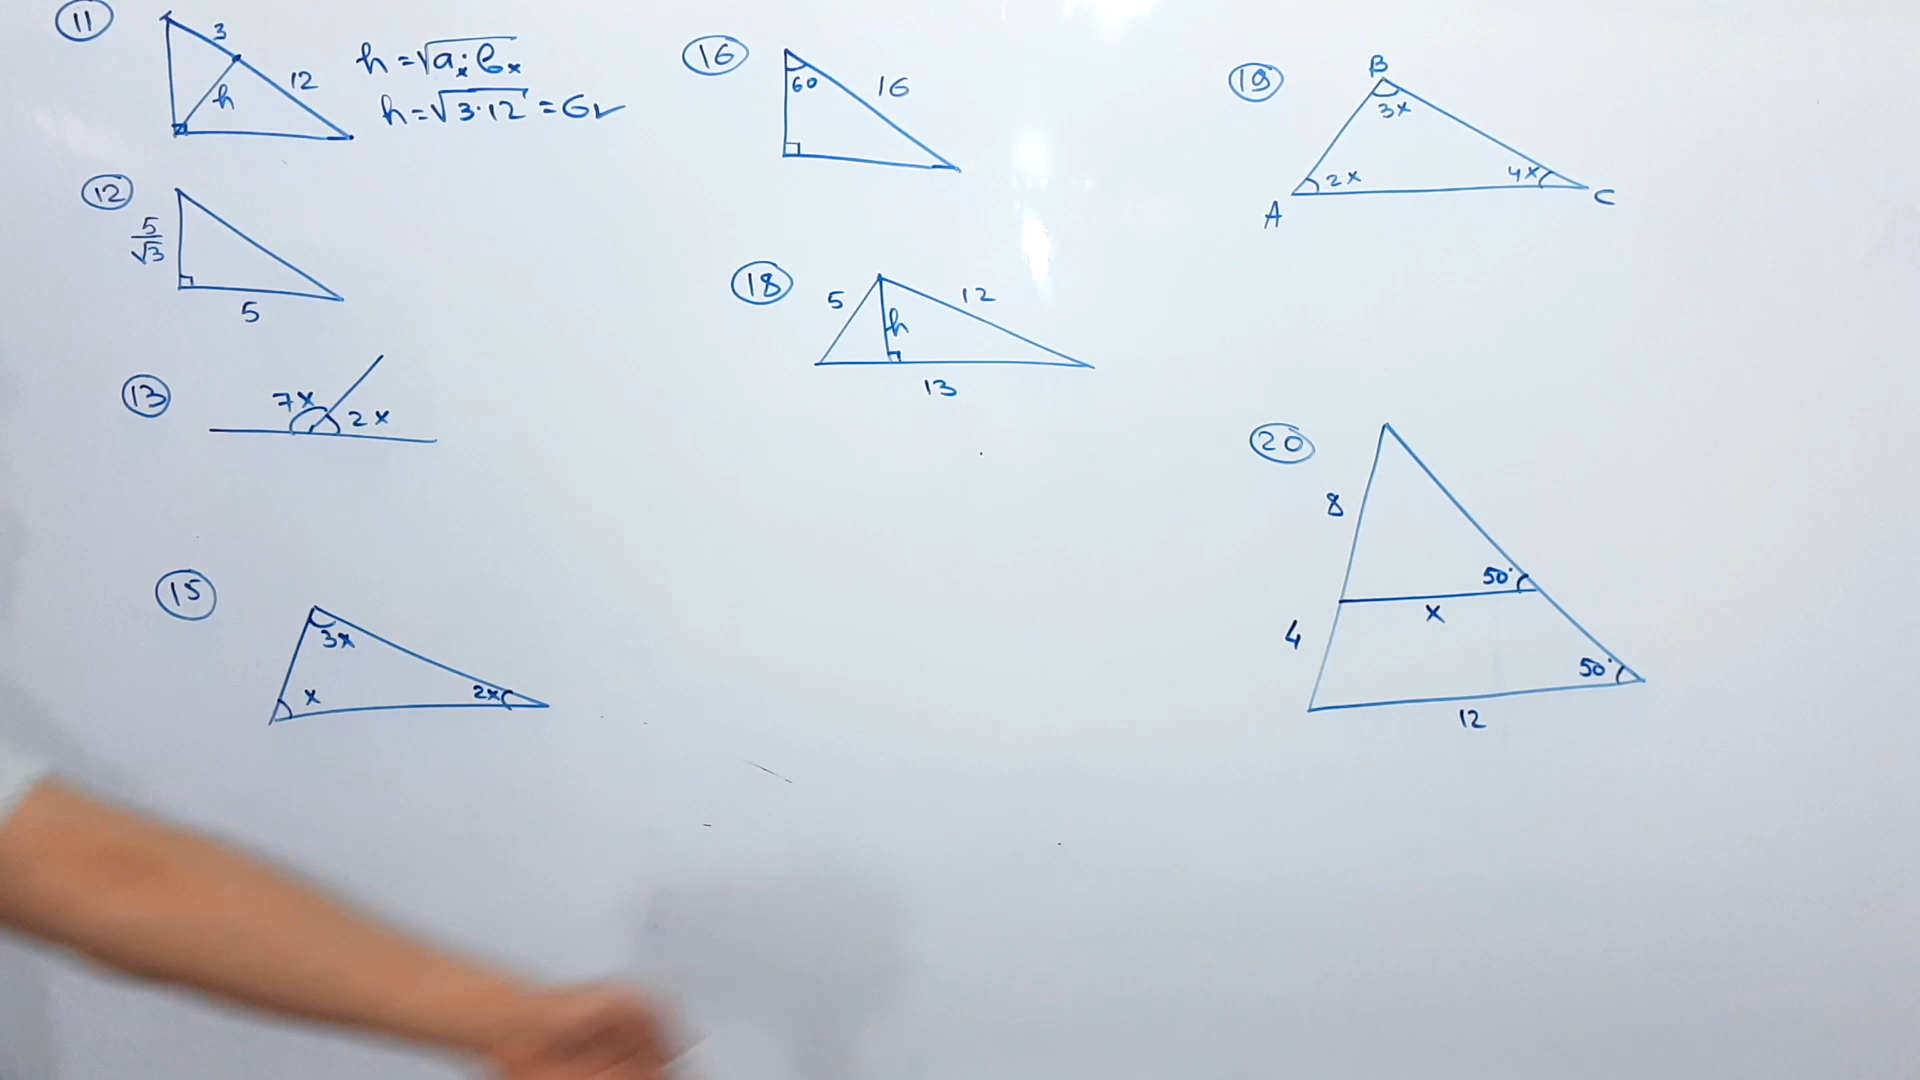 11
3
12
h
h = √aₓ · bₓ
h = √3·12 = 6
12
5/√3
5
13
7x
2x
15
3x
x
2x
16
60
16
18
5
12
h
13
19
B
3x
2x
4x
A
C
20
8
50°
x
4
50°
12